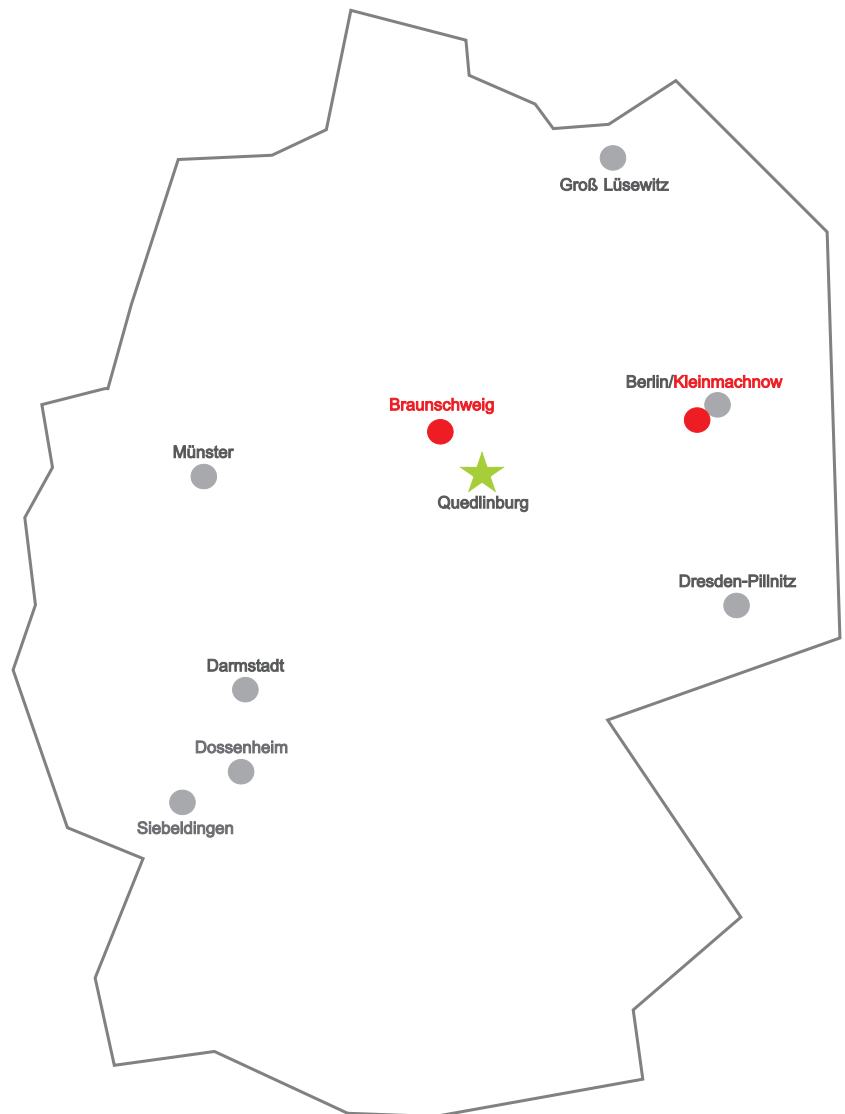 Groß Lüsewitz
Berlin/Kleinmachnow
Braunschweig
Münster
Quedlinburg
Dresden-Pillnitz
Darmstadt
Dossenheim
Siebeldingen